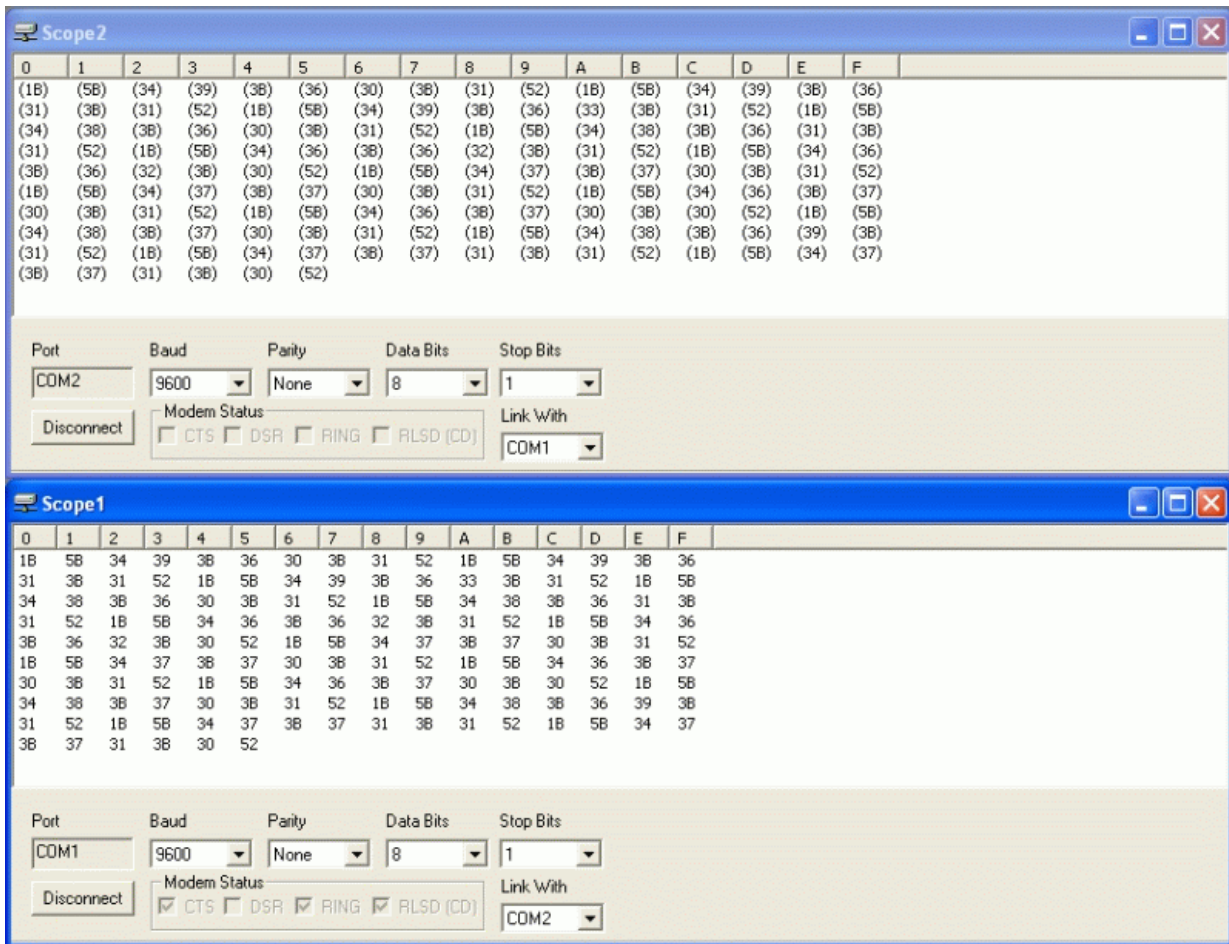 Scope2
0 1 2 3 4 5 6 7 8 9 A B C D E F
(1B) (5B) (34) (39) (3B) (36) (30) (3B) (31) (52) (1B) (5B) (34) (39) (3B) (36)
(31) (3B) (31) (52) (1B) (5B) (34) (39) (3B) (36) (33) (3B) (31) (52) (1B) (5B)
(34) (38) (3B) (36) (30) (3B) (31) (52) (1B) (5B) (34) (38) (3B) (36) (31) (3B)
(31) (52) (1B) (5B) (34) (36) (3B) (36) (32) (3B) (31) (52) (1B) (5B) (34) (36)
(3B) (36) (32) (3B) (30) (52) (1B) (5B) (34) (37) (3B) (37) (30) (3B) (31) (52)
(1B) (5B) (34) (37) (3B) (37) (30) (3B) (31) (52) (1B) (5B) (34) (36) (3B) (37)
(30) (3B) (31) (52) (1B) (5B) (34) (36) (3B) (37) (30) (3B) (30) (52) (1B) (5B)
(34) (38) (3B) (37) (30) (3B) (31) (52) (1B) (5B) (34) (38) (3B) (36) (39) (3B)
(31) (52) (1B) (5B) (34) (37) (3B) (37) (31) (3B) (31) (52) (1B) (5B) (34) (37)
(3B) (37) (31) (3B) (30) (52)
Port Baud Parity Data Bits Stop Bits
COM2 9600 None 8 1
Modem Status Link With
Disconnect CTS DSR RING RLSD (CD) COM1
Scope1
0 1 2 3 4 5 6 7 8 9 A B C D E F
1B 5B 34 39 3B 36 30 3B 31 52 1B 5B 34 39 3B 36
31 3B 31 52 1B 5B 34 39 3B 36 33 3B 31 52 1B 5B
34 38 3B 36 30 3B 31 52 1B 5B 34 38 3B 36 31 3B
31 52 1B 5B 34 36 3B 36 32 3B 31 52 1B 5B 34 36
3B 36 32 3B 30 52 1B 5B 34 37 3B 37 30 3B 31 52
1B 5B 34 37 3B 37 30 3B 31 52 1B 5B 34 36 3B 37
30 3B 31 52 1B 5B 34 36 3B 37 30 3B 30 52 1B 5B
34 38 3B 37 30 3B 31 52 1B 5B 34 38 3B 36 39 3B
31 52 1B 5B 34 37 3B 37 31 3B 31 52 1B 5B 34 37
3B 37 31 3B 30 52
Port Baud Parity Data Bits Stop Bits
COM1 9600 None 8 1
Modem Status Link With
Disconnect CTS DSR RING RLSD (CD) COM2